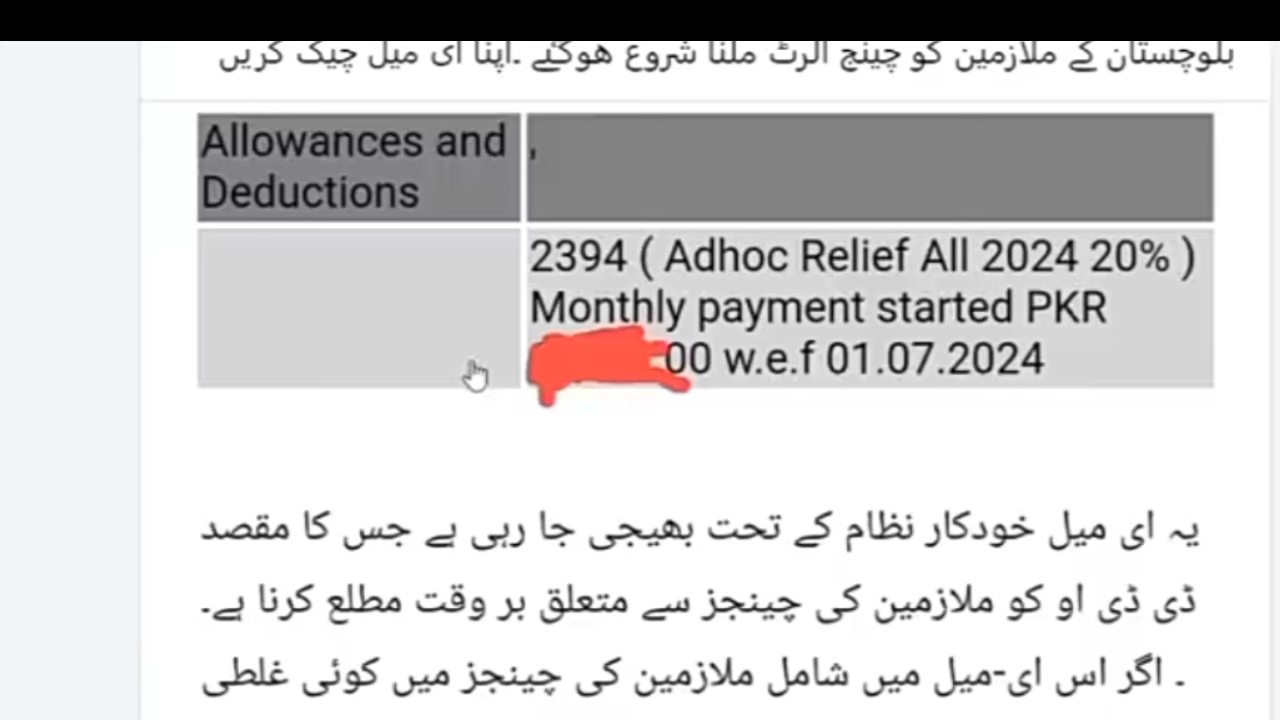 بلوچستان کے ملازمین کو چینج الرٹ ملنا شروع ھوگئے .اپنا ای میل چیک کریں
Allowances and ,
Deductions
2394 ( Adhoc Relief All 2024 20% )
Monthly payment started PKR
00 w.e.f 01.07.2024
یہ ای میل خودکار نظام کے تحت بھیجی جا رہی ہے جس کا مقصد
ڈی ڈی او کو ملازمین کی چینجز سے متعلق بر وقت مطلع کرنا ہے۔
۔ اگر اس ای-میل میں شامل ملازمین کی چینجز میں کوئی غلطی